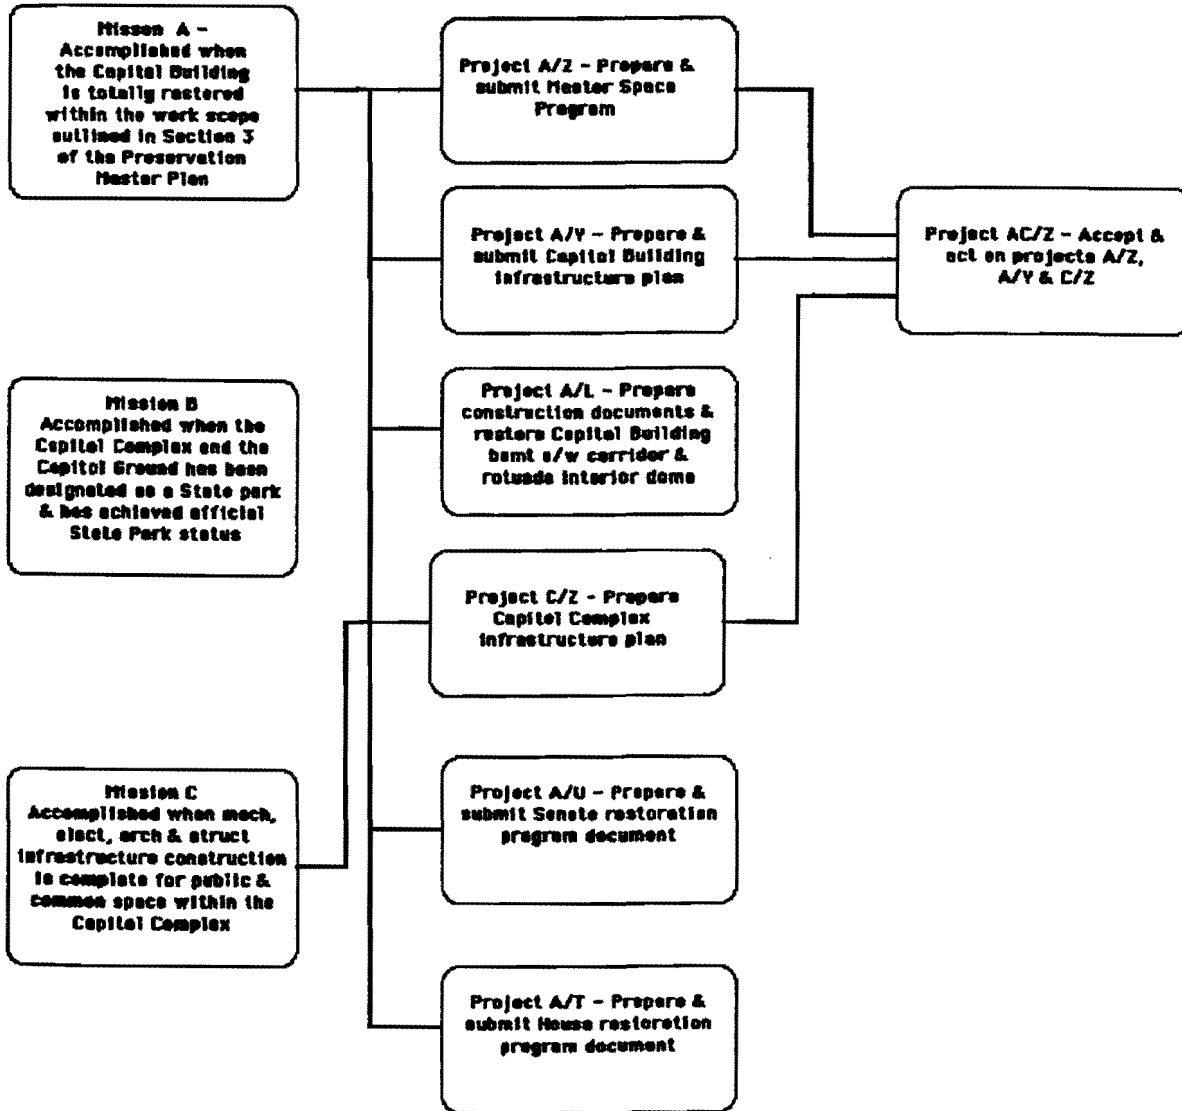 Misson A -
Accomplished when
the Capitol Building
is totally restored
within the work scope
outlined in Section 3
of the Preservation
Master Plan
Project A/Z - Prepare &
submit Master Space
Program
Project A/Y - Prepare &
submit Capitol Building
infrastructure plan
Project AC/Z - Accept &
act on projects A/Z,
A/Y & C/Z
Mission B
Accomplished when the
Capitol Complex and the
Capitol Ground has been
designated as a State park
& has achieved official
State Park status
Project A/L - Prepare
construction documents &
restore Capitol Building
bsmt e/w corridor &
rotunda interior dome
Project C/Z - Prepare
Capitol Complex
infrastructure plan
Mission C
Accomplished when mech,
elect, arch & struct
infrastructure construction
is complete for public &
common space within the
Capitol Complex
Project A/U - Prepare &
submit Senate restoration
program document
Project A/T - Prepare &
submit House restoration
program document